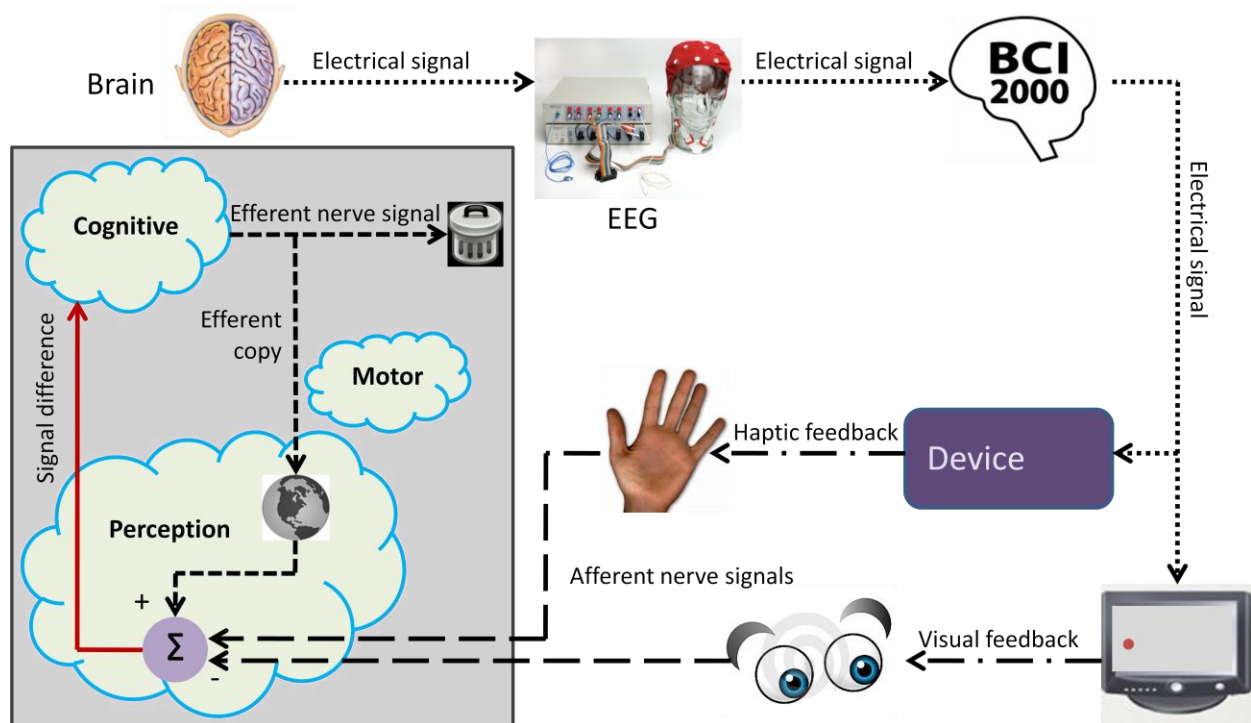 Brain
Electrical signal
EEG
Electrical signal
BCI
2000
Electrical signal
Cognitive
Efferent nerve signal
Efferent
copy
Signal difference
Motor
Perception
+
Σ
-
Haptic feedback
Device
Afferent nerve signals
Visual feedback